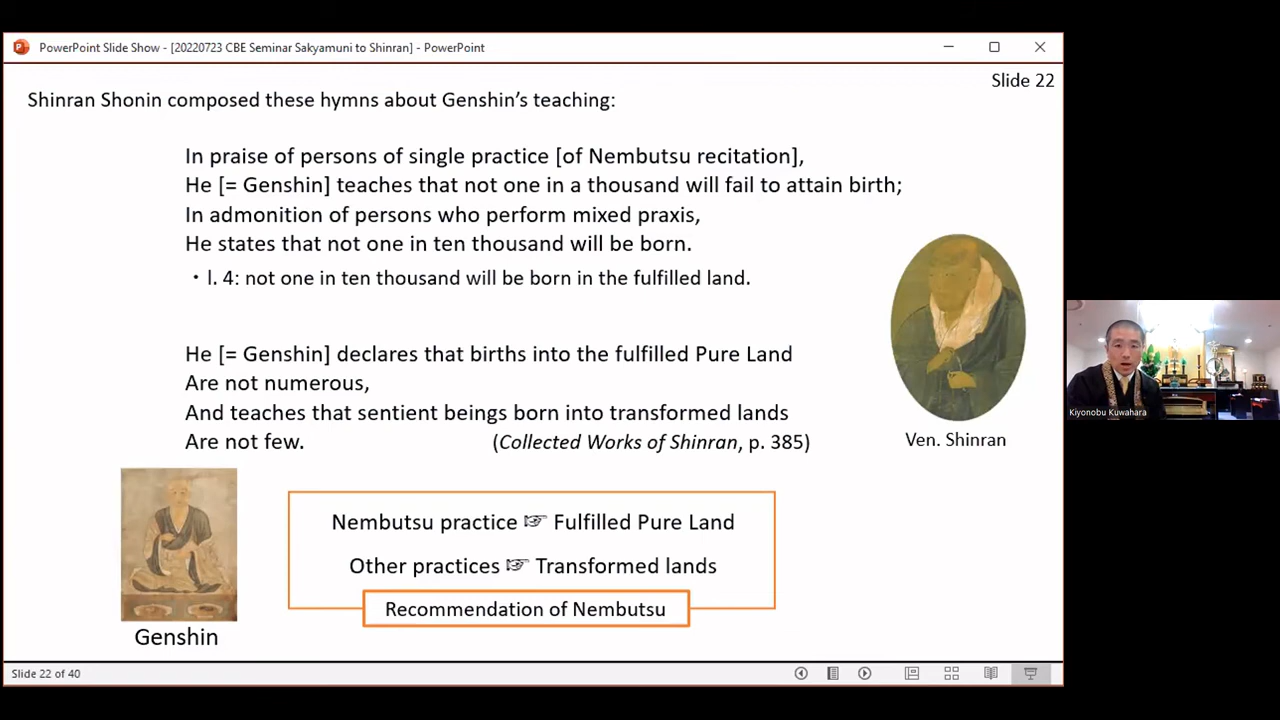 PowerPoint Slide Show - [20220723 CBE Seminar Sakyamuni to Shinran] - PowerPoint
Slide 22
Shinran Shonin composed these hymns about Genshin's teaching:
In praise of persons of single practice [of Nembutsu recitation],
He [= Genshin] teaches that not one in a thousand will fail to attain birth;
In admonition of persons who perform mixed praxis,
He states that not one in ten thousand will be born.
・l. 4: not one in ten thousand will be born in the fulfilled land.
He [= Genshin] declares that births into the fulfilled Pure Land
Are not numerous,
And teaches that sentient beings born into transformed lands
Are not few. (Collected Works of Shinran, p. 385)
Ven. Shinran
Kiyonobu Kuwahara
Nembutsu practice ☞ Fulfilled Pure Land
Other practices ☞ Transformed lands
Recommendation of Nembutsu
Genshin
Slide 22 of 40